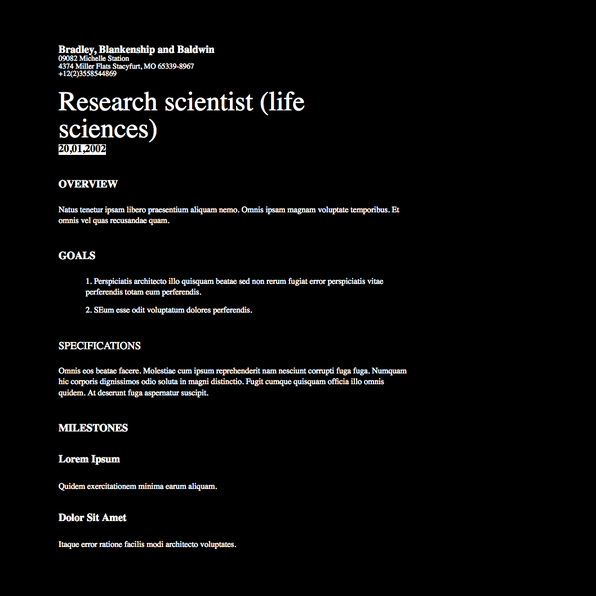 Bradley, Blankenship and Baldwin
09082 Michelle Station
4374 Miller Flats Stacyfurt, MO 65339-8967
+12(2)3558544869
Research scientist (life
sciences)
20,01,2002
OVERVIEW
Natus tenetur ipsam libero praesentium aliquam nemo. Omnis ipsam magnam voluptate temporibus. Et
omnis vel quas recusandae quam.
GOALS
1. Perspiciatis architecto illo quisquam beatae sed non rerum fugiat error perspiciatis vitae
perferendis totam eum perferendis.
2. SEum esse odit voluptatum dolores perferendis.
SPECIFICATIONS
Omnis eos beatae facere. Molestiae cum ipsum reprehenderit nam nesciunt corrupti fuga fuga. Numquam
hic corporis dignissimos odio soluta in magni distinctio. Fugit cumque quisquam officia illo omnis
quidem. At deserunt fuga aspernatur suscipit.
MILESTONES
Lorem Ipsum
Quidem exercitationem minima earum aliquam.
Dolor Sit Amet
Itaque error ratione facilis modi architecto voluptates.